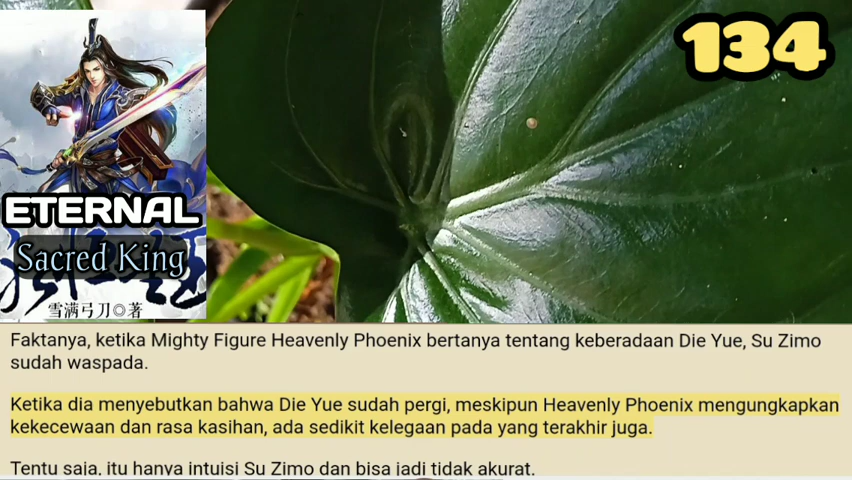 134
ETERNAL
Sacred King
雪满弓刀◎著
Faktanya, ketika Mighty Figure Heavenly Phoenix bertanya tentang keberadaan Die Yue, Su Zimo
sudah waspada.
Ketika dia menyebutkan bahwa Die Yue sudah pergi, meskipun Heavenly Phoenix mengungkapkan
kekecewaan dan rasa kasihan, ada sedikit kelegaan pada yang terakhir juga.
Tentu saja, itu hanya intuisi Su Zimo dan bisa jadi tidak akurat.